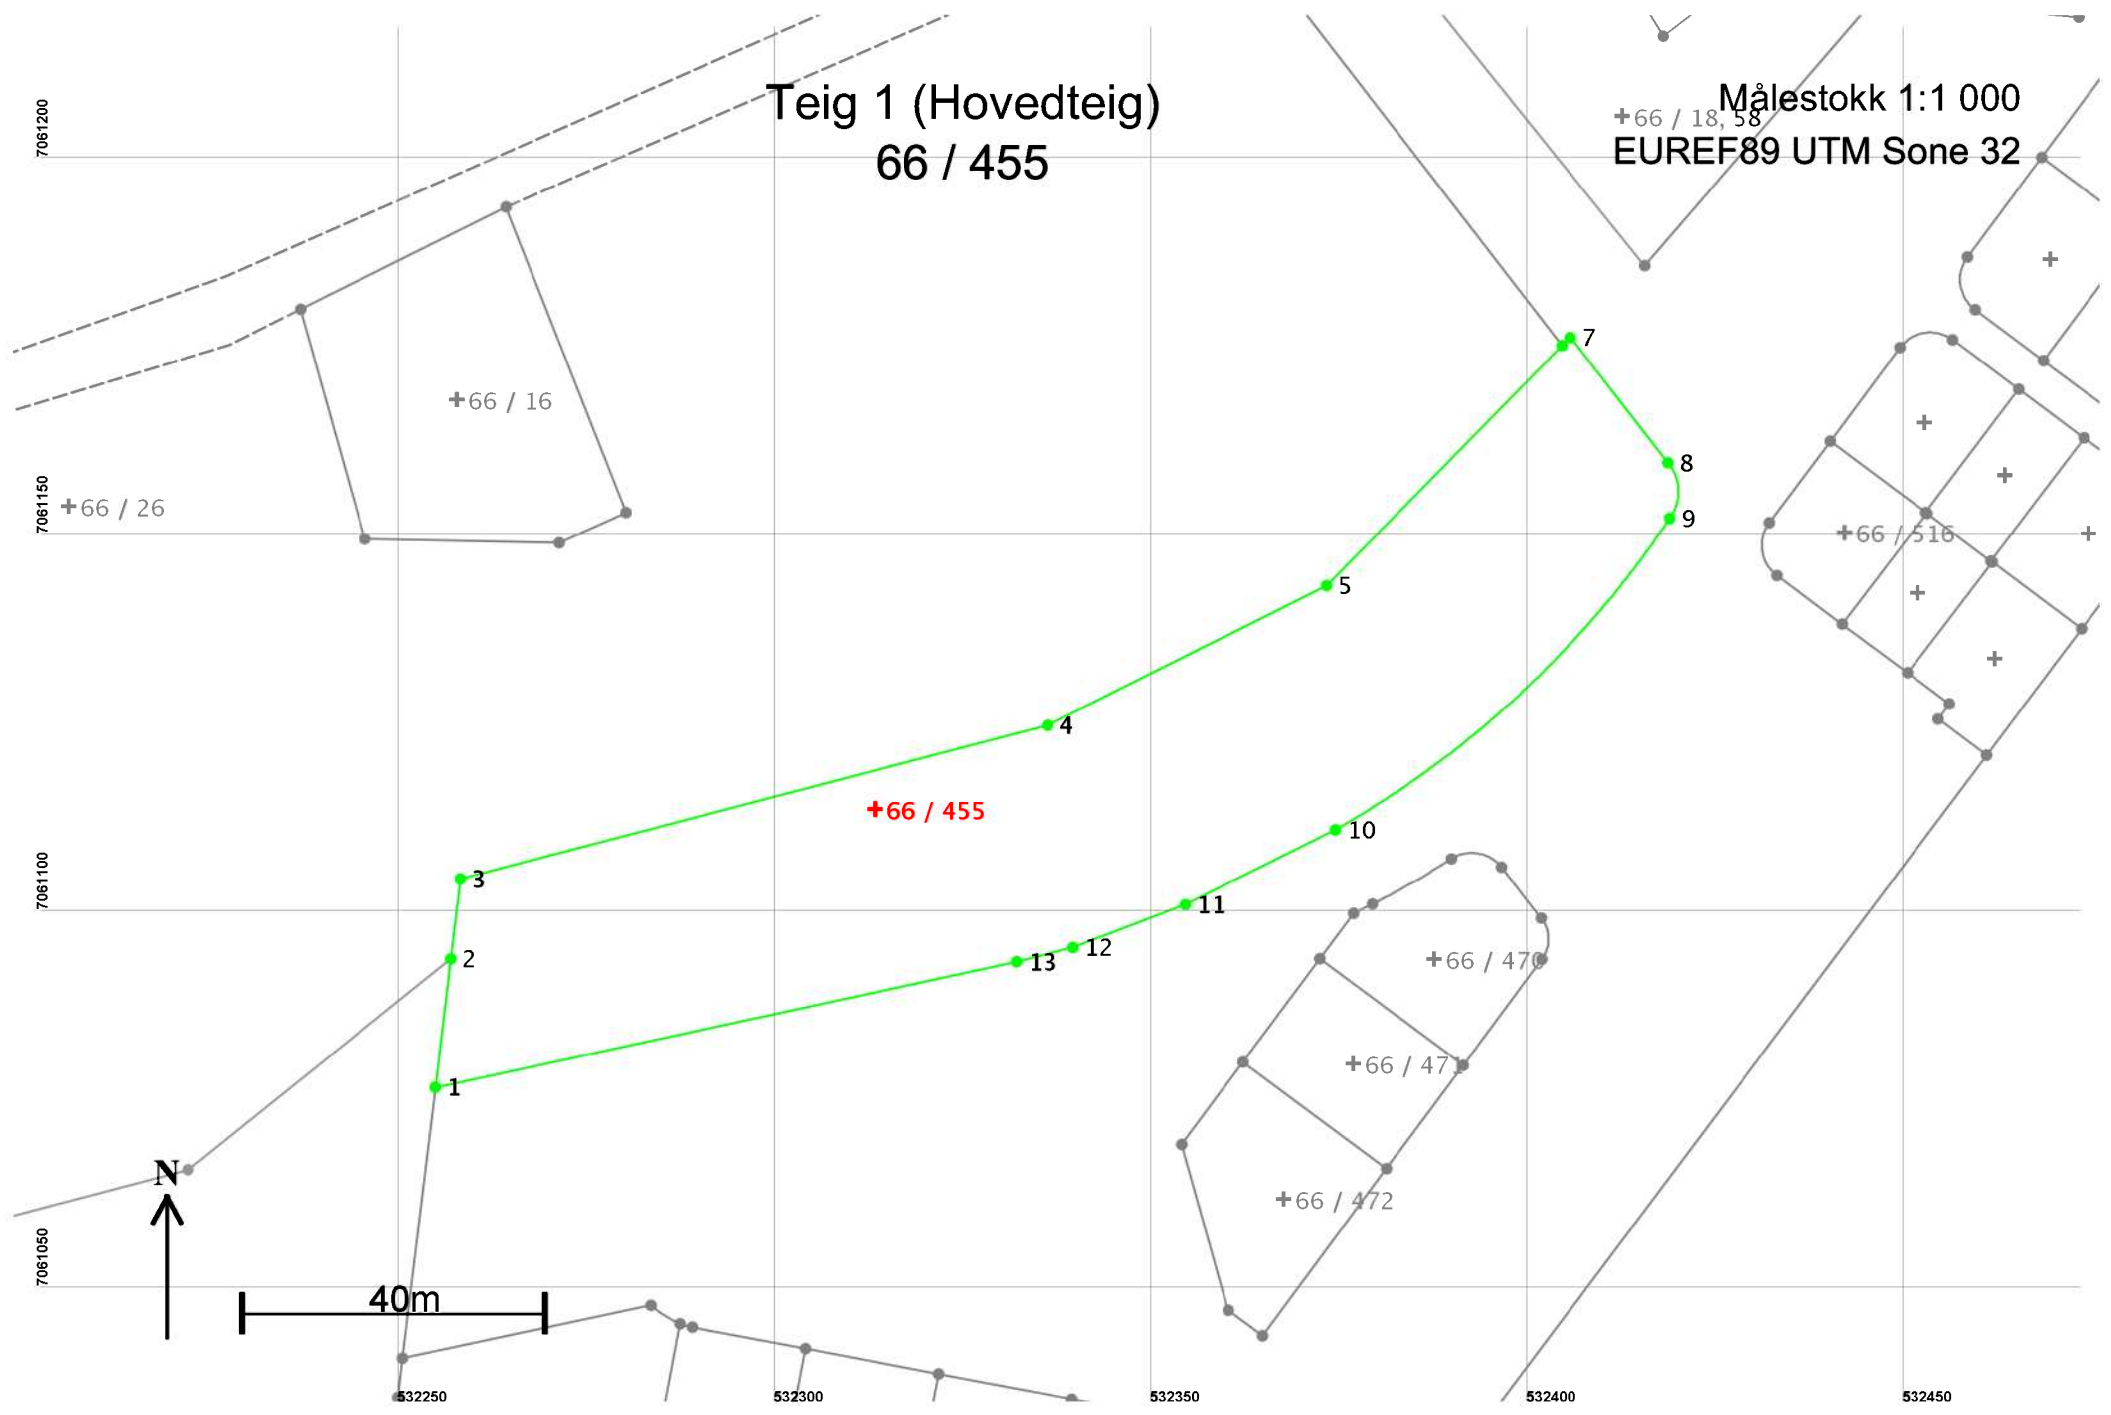 Teig 1 (Hovedteig)
66 / 455
Målestokk 1:1 000
EUREF89 UTM Sone 32
+66 / 18, 58
7061200
7
+66 / 16
8
+66 / 26
7061150
9
+66 / 516
5
4
+66 / 455
10
3
7061100
11
12
2
13
+66 / 470
+66 / 471
1
N
+66 / 472
7061050
40m
532250
532300
532350
532400
532450